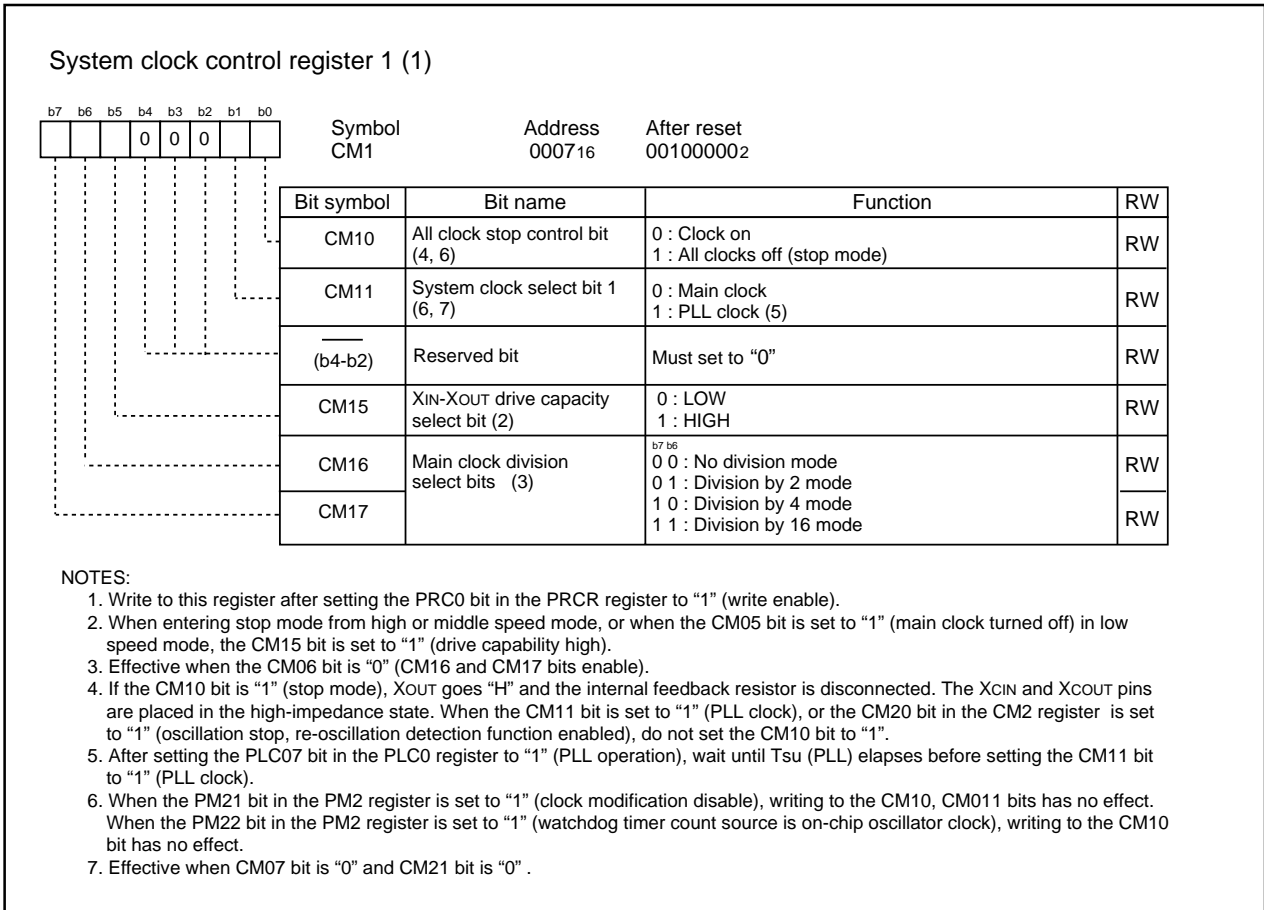 System clock control register 1 (1)
b7 b6 b5 b4 b3 b2 b1 b0
0 0 0
Symbol Address After reset
CM1 000716 001000002
Bit symbol Bit name Function RW
CM10 All clock stop control bit (4, 6) 0 : Clock on RW
1 : All clocks off (stop mode)
CM11 System clock select bit 1 (6, 7) 0 : Main clock RW
1 : PLL clock (5)
(b4-b2) Reserved bit Must set to “0” RW
CM15 XIN-XOUT drive capacity select bit (2) 0 : LOW RW
1 : HIGH
b7 b6
CM16 Main clock division select bits (3) 0 0 : No division mode RW
0 1 : Division by 2 mode
CM17 1 0 : Division by 4 mode RW
1 1 : Division by 16 mode
NOTES:
1. Write to this register after setting the PRC0 bit in the PRCR register to “1” (write enable).
2. When entering stop mode from high or middle speed mode, or when the CM05 bit is set to “1” (main clock turned off) in low
speed mode, the CM15 bit is set to “1” (drive capability high).
3. Effective when the CM06 bit is “0” (CM16 and CM17 bits enable).
4. If the CM10 bit is “1” (stop mode), XOUT goes “H” and the internal feedback resistor is disconnected. The XCIN and XCOUT pins
are placed in the high-impedance state. When the CM11 bit is set to “1” (PLL clock), or the CM20 bit in the CM2 register is set
to “1” (oscillation stop, re-oscillation detection function enabled), do not set the CM10 bit to “1”.
5. After setting the PLC07 bit in the PLC0 register to “1” (PLL operation), wait until Tsu (PLL) elapses before setting the CM11 bit
to “1” (PLL clock).
6. When the PM21 bit in the PM2 register is set to “1” (clock modification disable), writing to the CM10, CM011 bits has no effect.
When the PM22 bit in the PM2 register is set to “1” (watchdog timer count source is on-chip oscillator clock), writing to the CM10
bit has no effect.
7. Effective when CM07 bit is “0” and CM21 bit is “0” .